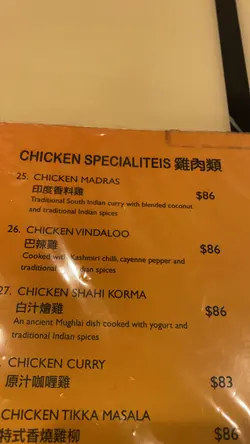 CHICKEN SPECIALITEIS 雞肉類
25. CHICKEN MADRAS
印度香料雞 $86
Traditional South Indian curry with blended coconut
and traditional Indian spices
26. CHICKEN VINDALOO
巴辣雞 $86
Cooked with Kashmiri chilli, cayenne pepper and
traditional Indian spices
27. CHICKEN SHAHI KORMA
白汁燴雞 $86
An ancient Mughlai dish cooked with yogurt and
traditional Indian spices
CHICKEN CURRY
原汁咖喱雞 $83
CHICKEN TIKKA MASALA
特式香燒雞柳 $86